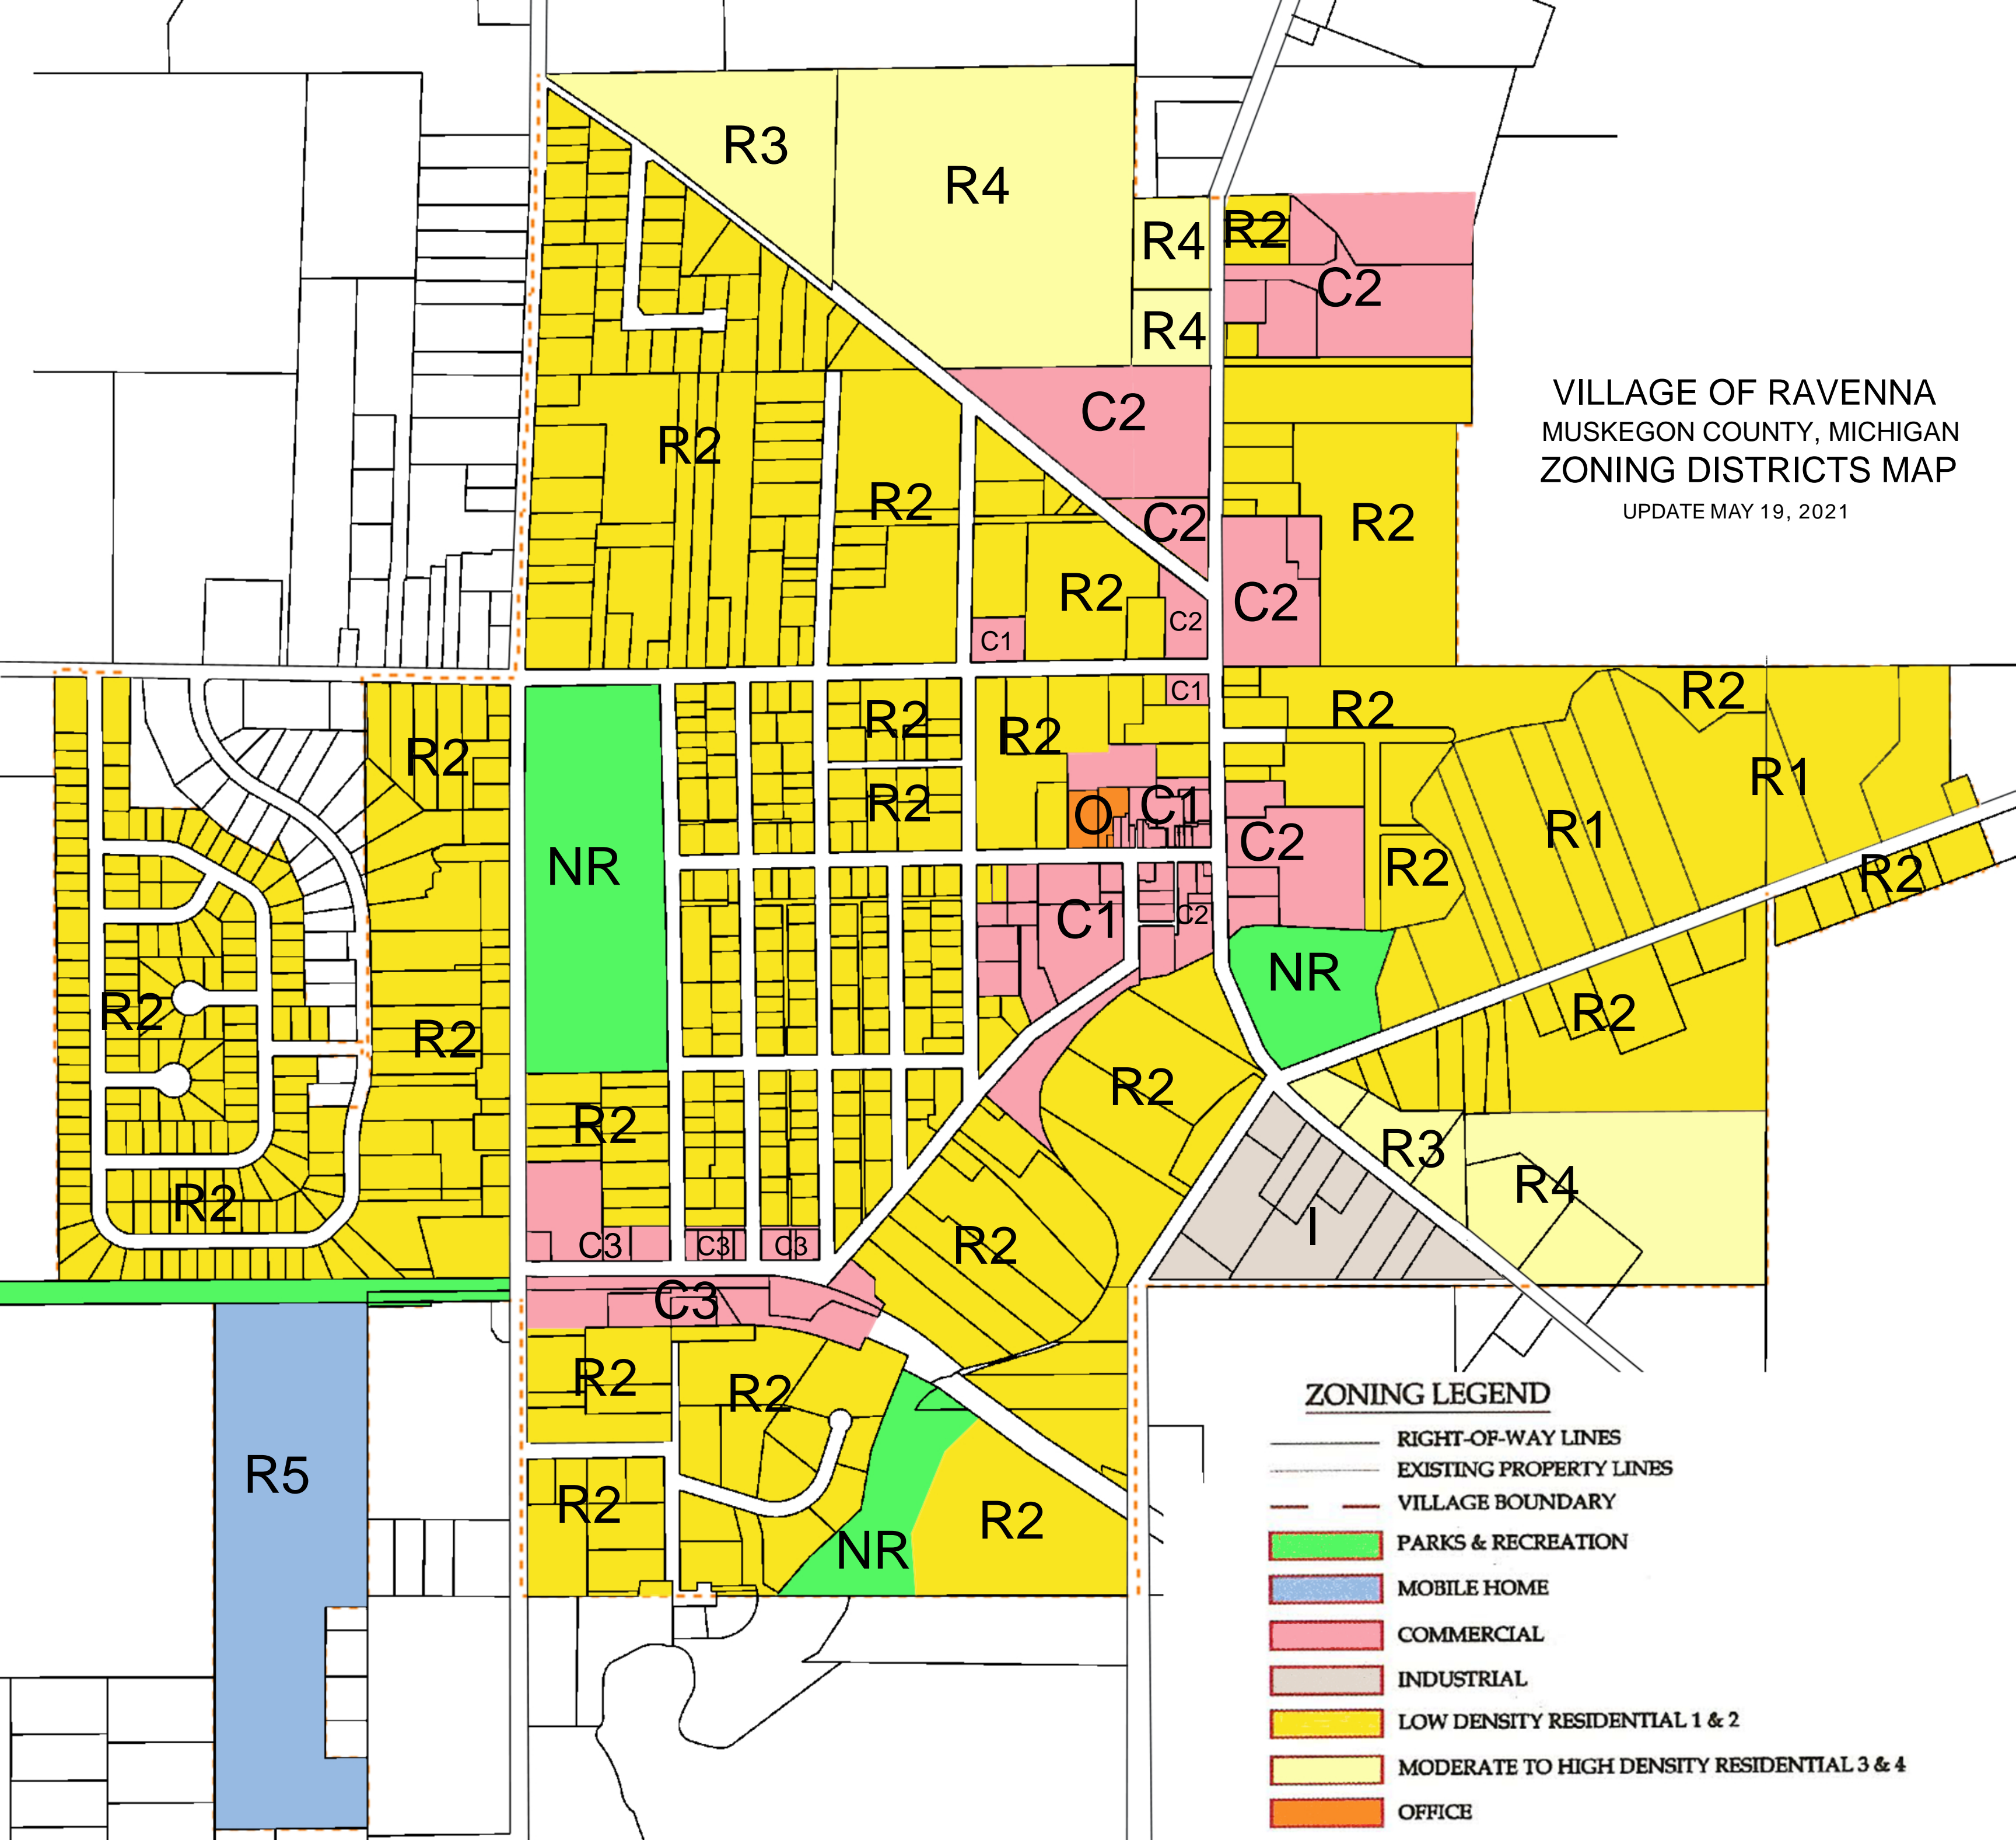 R3
R4
R4
R2
C2
R4
VILLAGE OF RAVENNA
MUSKEGON COUNTY, MICHIGAN
ZONING DISTRICTS MAP
UPDATE MAY 19, 2021
C2
R2
R2
C2
R2
R2
C2
C2
C1
R2
C1
R2
R2
R2
R2
R2
R1
R2
NR
R2
O
C1
C2
R1
R2
R2
C1
C2
NR
R2
R2
R2
R2
R2
R3
R4
R2
I
C3
C3
C3
R2
C3
R2
R2
R5
R2
NR
R2
ZONING LEGEND
RIGHT-OF-WAY LINES
EXISTING PROPERTY LINES
VILLAGE BOUNDARY
PARKS & RECREATION
MOBILE HOME
COMMERCIAL
INDUSTRIAL
LOW DENSITY RESIDENTIAL 1 & 2
MODERATE TO HIGH DENSITY RESIDENTIAL 3 & 4
OFFICE